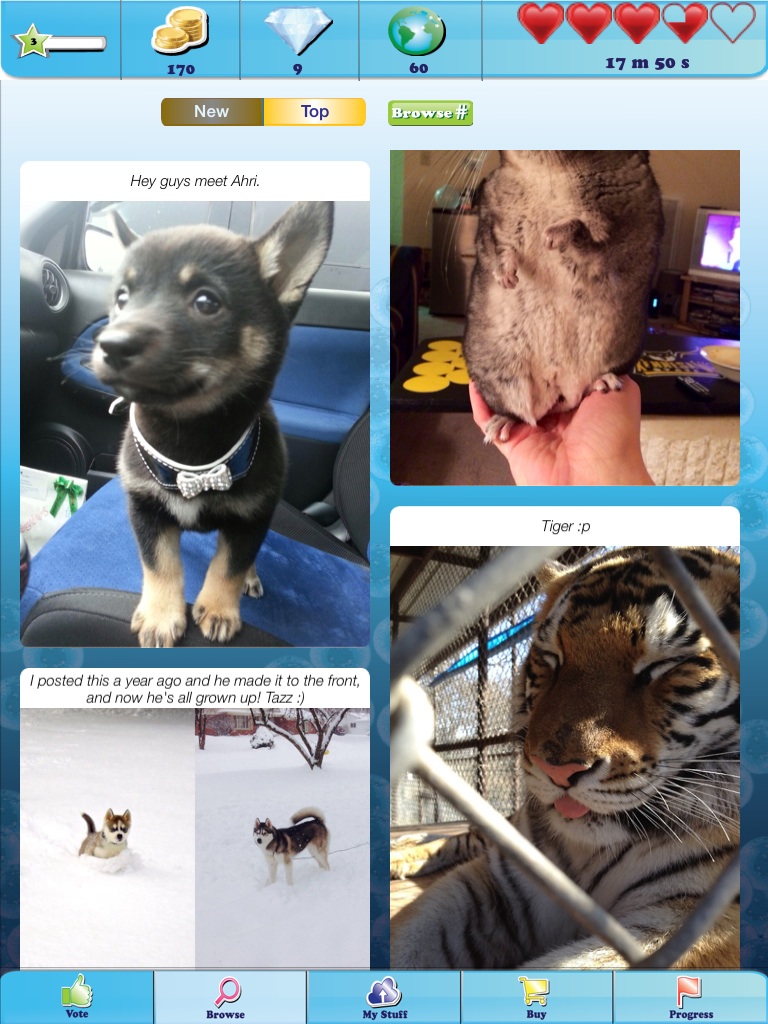 3
170
9
60
17 m 50 s
New
Top
Browse #
Hey guys meet Ahri.
Tiger :p
I posted this a year ago and he made it to the front,
and now he's all grown up! Tazz :)
Vote
Browse
My Stuff
Buy
Progress